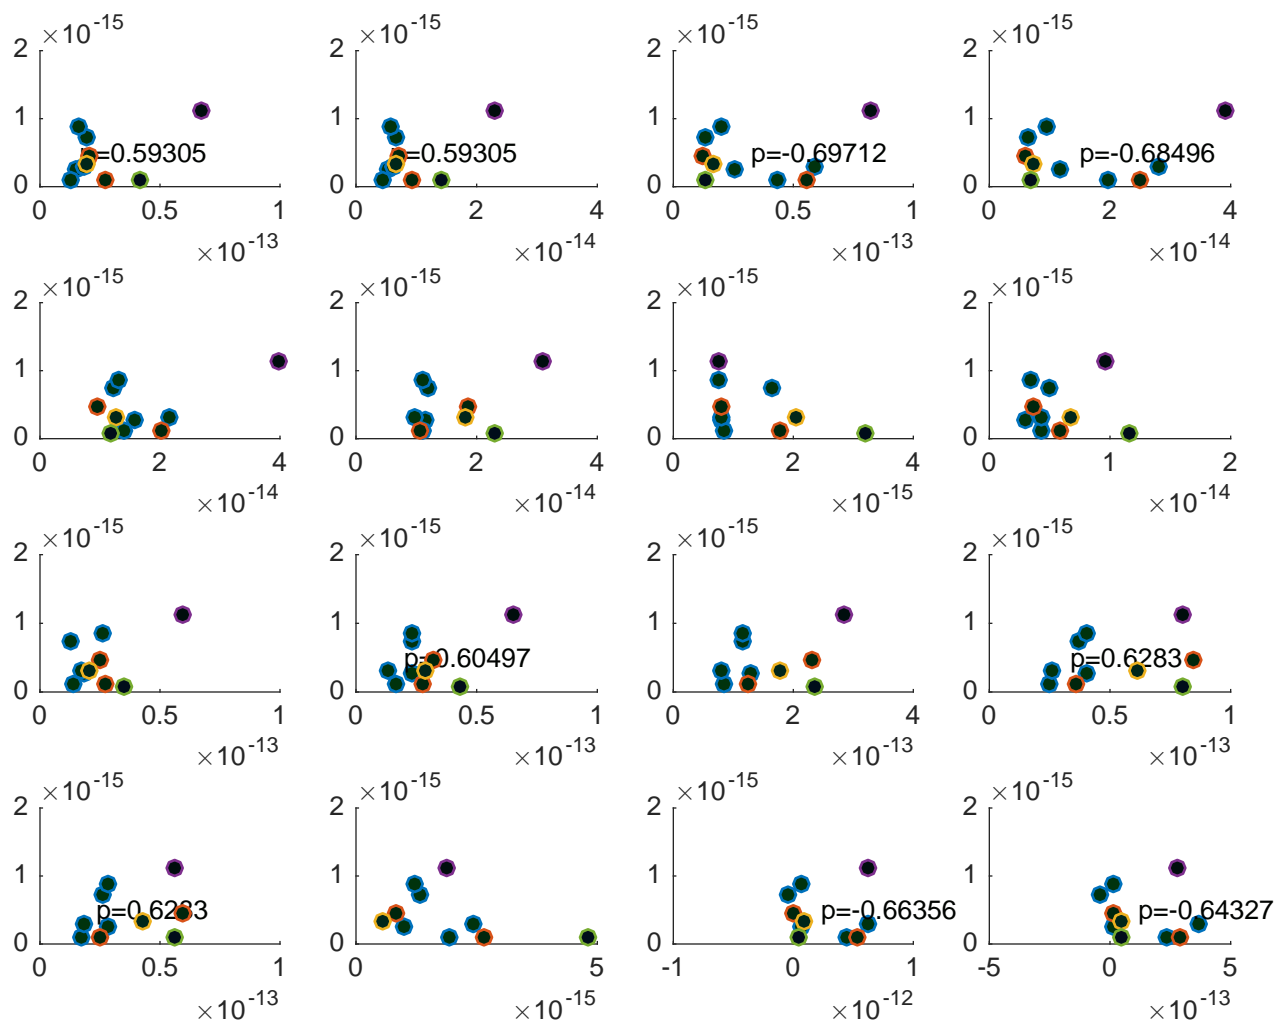 ×10-15 ×10-15 ×10-15 ×10-15
2 2 2 2
1 1 1 1
p=0.59305 p=0.59305 p=-0.69712 p=-0.68496
0 0 0 0
0 0.5 1 0 2 4 0 0.5 1 0 2 4
×10-13 ×10-14 ×10-13 ×10-14
×10-15 ×10-15 ×10-15 ×10-15
2 2 2 2
1 1 1 1
0 0 0 0
0 2 4 0 2 4 0 2 4 0 1 2
×10-14 ×10-14 ×10-15 ×10-14
×10-15 ×10-15 ×10-15 ×10-15
2 2 2 2
1 1 1 1
p=0.60497 p=0.6283
0 0 0 0
0 0.5 1 0 0.5 1 0 2 4 0 0.5 1
×10-13 ×10-13 ×10-13 ×10-13
×10-15 ×10-15 ×10-15 ×10-15
2 2 2 2
1 1 1 1
p=0.6283 p=-0.66356 p=-0.64327
0 0 0 0
0 0.5 1 0 5 -1 0 1 -5 0 5
×10-13 ×10-15 ×10-12 ×10-13